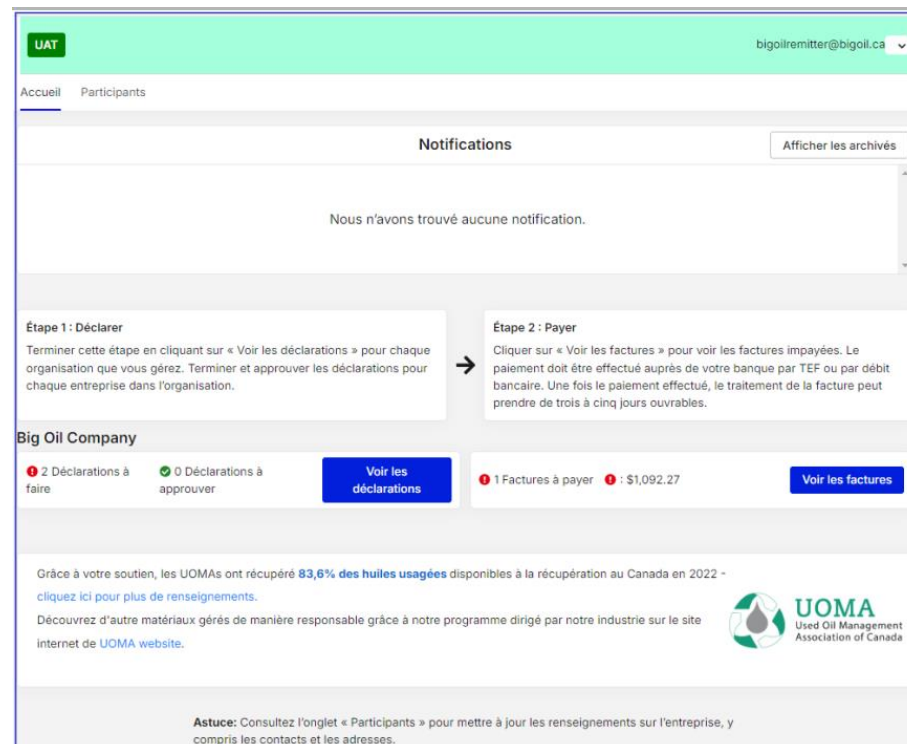 UAT
bigoilremitter@bigoil.ca
Accueil Participants
Notifications
Afficher les archivés
Nous n'avons trouvé aucune notification.
Étape 1 : Déclarer
Terminer cette étape en cliquant sur « Voir les déclarations » pour chaque
organisation que vous gérez. Terminer et approuver les déclarations pour
chaque entreprise dans l'organisation.
Étape 2 : Payer
Cliquer sur « Voir les factures » pour voir les factures impayées. Le
paiement doit être effectué auprès de votre banque par TEF ou par débit
bancaire. Une fois le paiement effectué, le traitement de la facture peut
prendre de trois à cinq jours ouvrables.
Big Oil Company
2 Déclarations à
faire
0 Déclarations à
approuver
Voir les
déclarations
1 Factures à payer : $1,092.27
Voir les factures
Grâce à votre soutien, les UOMAs ont récupéré 83,6% des huiles usagées disponibles à la récupération au Canada en 2022 -
cliquez ici pour plus de renseignements.
Découvrez d'autre matériaux gérés de manière responsable grâce à notre programme dirigé par notre industrie sur le site
internet de UOMA website.
UOMA
Used Oil Management
Association of Canada
Astuce: Consultez l'onglet « Participants » pour mettre à jour les renseignements sur l'entreprise, y
compris les contacts et les adresses.